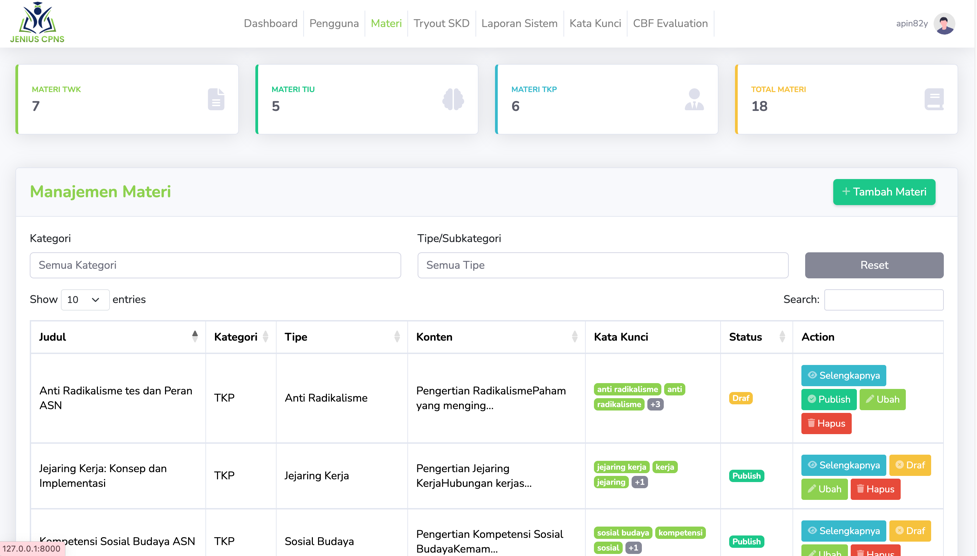 JENIUS CPNS
Dashboard Pengguna Materi Tryout SKD Laporan Sistem Kata Kunci CBF Evaluation apin82y
MATERI TWK
7
MATERI TIU
5
MATERI TKP
6
TOTAL MATERI
18
Manajemen Materi
+ Tambah Materi
Kategori
Semua Kategori
Tipe/Subkategori
Semua Tipe
Reset
Show 10 entries
Search:
Judul Kategori Tipe Konten Kata Kunci Status Action
Anti Radikalisme tes dan Peran
ASN
TKP
Anti Radikalisme
Pengertian RadikalismePaham
yang menging...
anti radikalisme anti
radikalisme +3
Draf
Selengkapnya
Publish Ubah
Hapus
Jejaring Kerja: Konsep dan
Implementasi
TKP
Jejaring Kerja
Pengertian Jejaring
KerjaHubungan kerjas...
jejaring kerja kerja
jejaring +1
Publish
Selengkapnya Draf
Ubah Hapus
Kompetensi Sosial Budaya ASN
TKP
Sosial Budaya
Pengertian Kompetensi Sosial
BudayaKemam...
sosial budaya kompetensi
sosial +1
Publish
Selengkapnya Draf
Ubah Hapus
127.0.0.1:8000